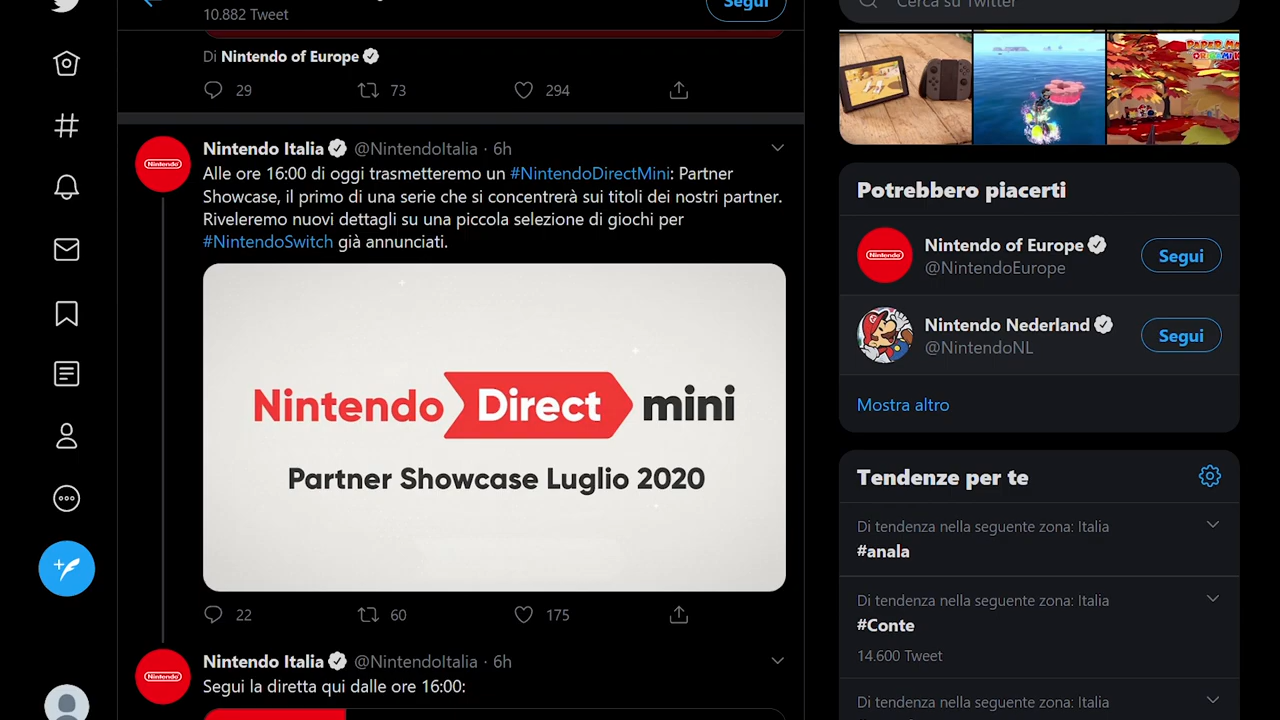 10.882 Tweet
Segui
Cerca su Twitter
Di Nintendo of Europe
29 73 294
Nintendo Italia @NintendoItalia · 6h
Alle ore 16:00 di oggi trasmetteremo un #NintendoDirectMini: Partner
Showcase, il primo di una serie che si concentrerà sui titoli dei nostri partner.
Riveleremo nuovi dettagli su una piccola selezione di giochi per
#NintendoSwitch già annunciati.
Nintendo
Nintendo Direct mini
Partner Showcase Luglio 2020
22 60 175
Nintendo Italia @NintendoItalia · 6h
Segui la diretta qui dalle ore 16:00:
Nintendo
PAPER MA
Potrebbero piacerti
Nintendo of Europe
@NintendoEurope
Segui
Nintendo
Nintendo Nederland
@NintendoNL
Segui
Mostra altro
Tendenze per te
Di tendenza nella seguente zona: Italia
#anala
Di tendenza nella seguente zona: Italia
#Conte
14.600 Tweet
Di tendenza nella seguente zona: Italia